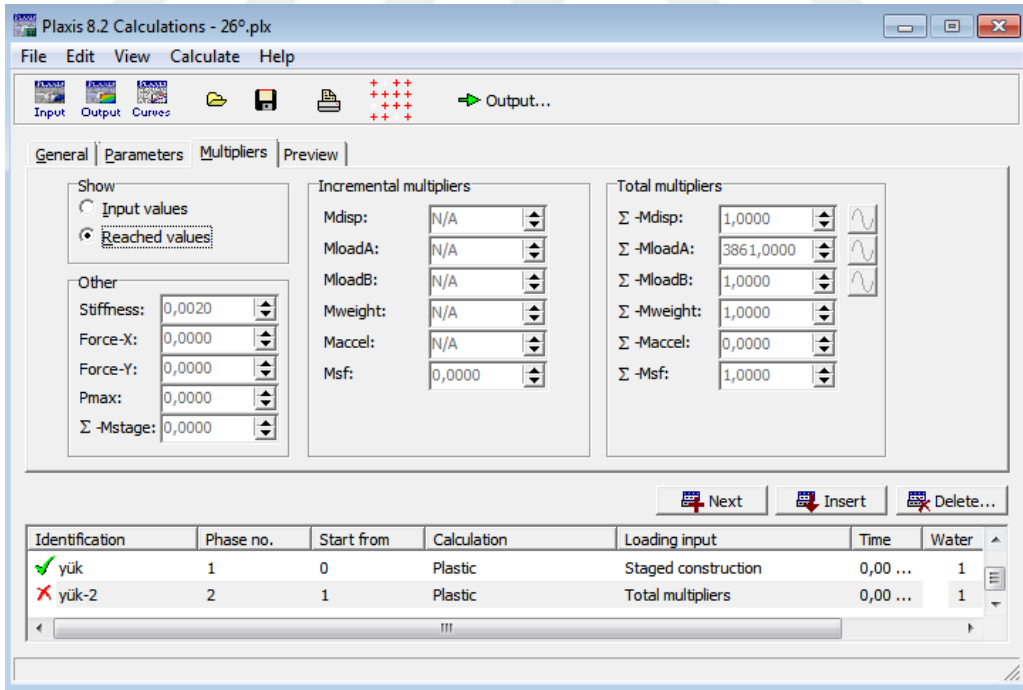 Plaxis 8.2 Calculations - 26º.plx
File Edit View Calculate Help
Input Output Curves Output...
General Parameters Multipliers Preview
Show
Input values
Reached values
Other
Stiffness: 0,0020
Force-X: 0,0000
Force-Y: 0,0000
Pmax: 0,0000
Σ -Mstage: 0,0000
Incremental multipliers
Mdisp: N/A
MloadA: N/A
MloadB: N/A
Mweight: N/A
Maccel: N/A
Msf: 0,0000
Total multipliers
Σ -Mdisp: 1,0000
Σ -MloadA: 3861,0000
Σ -MloadB: 1,0000
Σ -Mweight: 1,0000
Σ -Maccel: 0,0000
Σ -Msf: 1,0000
Next Insert Delete...
Identification Phase no. Start from Calculation Loading input Time Water
yük 1 0 Plastic Staged construction 0,00 ... 1
yük-2 2 1 Plastic Total multipliers 0,00 ... 1